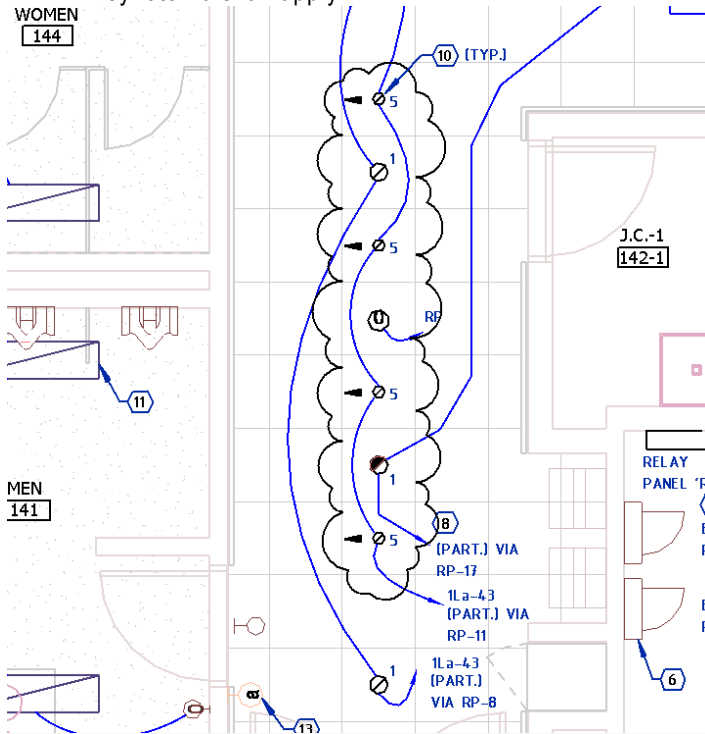 WOMEN
144
10 (TYP.)
5
1
J.C.-1
142-1
5
RP
5
11
RELAY
PANEL
1
MEN
141
8
(PART.) VIA
RP-17
5
1La-43
(PART.) VIA
RP-11
1
1La-43
(PART.)
VIA RP-8
6
a
13